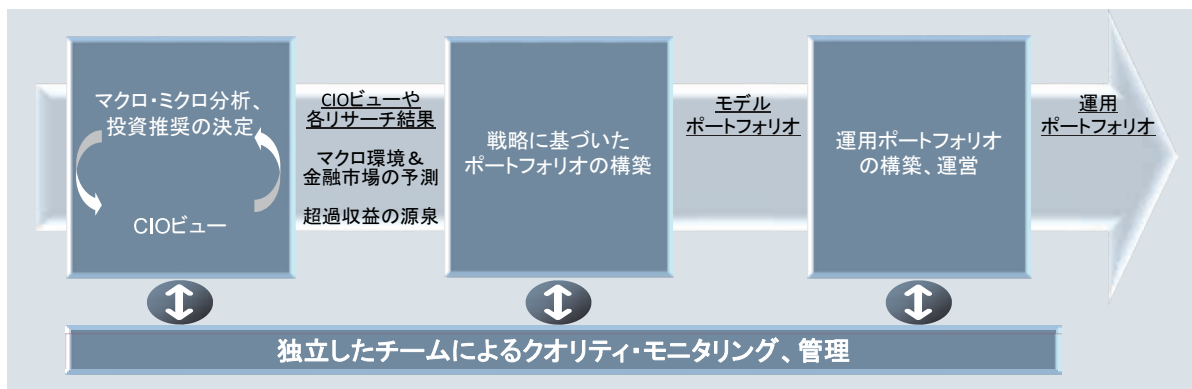 マクロ・ミクロ分析、
投資推奨の決定
CIOビュー
CIOビューや
各リサーチ結果
マクロ環境＆
金融市場の予測
超過収益の源泉
戦略に基づいた
ポートフォリオの構築
モデル
ポートフォリオ
運用ポートフォリオ
の構築、運営
運用
ポートフォリオ
独立したチームによるクオリティ・モニタリング、管理